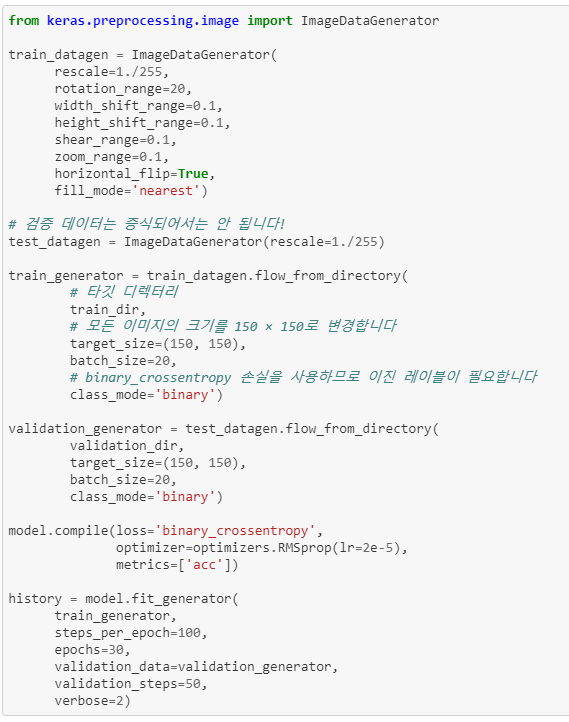 from keras.preprocessing.image import ImageDataGenerator
train_datagen = ImageDataGenerator(
      rescale=1./255,
      rotation_range=20,
      width_shift_range=0.1,
      height_shift_range=0.1,
      shear_range=0.1,
      zoom_range=0.1,
      horizontal_flip=True,
      fill_mode='nearest')
# 검증 데이터는 증식되어서는 안 됩니다!
test_datagen = ImageDataGenerator(rescale=1./255)
train_generator = train_datagen.flow_from_directory(
        # 타깃 디렉터리
        train_dir,
        # 모든 이미지의 크기를 150 × 150로 변경합니다
        target_size=(150, 150),
        batch_size=20,
        # binary_crossentropy 손실을 사용하므로 이진 레이블이 필요합니다
        class_mode='binary')
validation_generator = test_datagen.flow_from_directory(
        validation_dir,
        target_size=(150, 150),
        batch_size=20,
        class_mode='binary')
model.compile(loss='binary_crossentropy',
              optimizer=optimizers.RMSprop(lr=2e-5),
              metrics=['acc'])
history = model.fit_generator(
      train_generator,
      steps_per_epoch=100,
      epochs=30,
      validation_data=validation_generator,
      validation_steps=50,
      verbose=2)